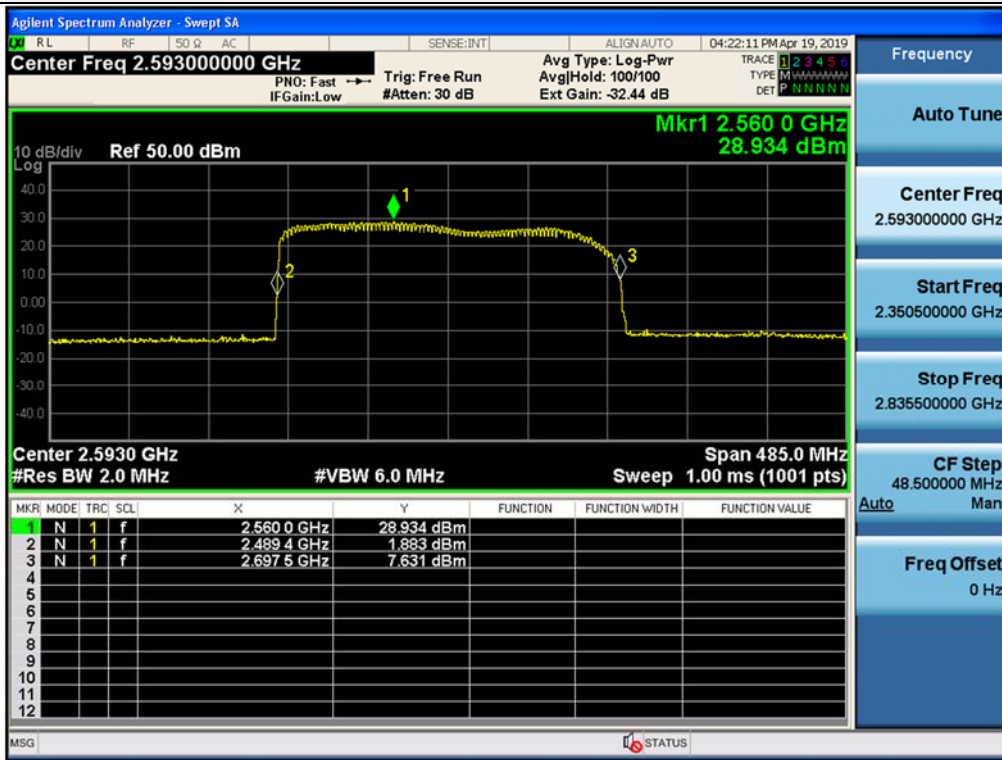 Agilent Spectrum Analyzer - Swept SA
LXI RL RF 50 Ω AC SENSE:INT ALIGN AUTO 04:22:11 PM Apr 19, 2019
Center Freq 2.593000000 GHz
PNO: Fast
IFGain:Low
Trig: Free Run
#Atten: 30 dB
Avg Type: Log-Pwr
Avg|Hold: 100/100
Ext Gain: -32.44 dB
TRACE 1 2 3 4 5 6
TYPE M
DET P N N N N N
Mkr1 2.560 0 GHz
28.934 dBm
10 dB/div Ref 50.00 dBm
Log
40.0
30.0
20.0
10.0
0.00
-10.0
-20.0
-30.0
-40.0
1
2
3
Center 2.5930 GHz Span 485.0 MHz
#Res BW 2.0 MHz #VBW 6.0 MHz Sweep 1.00 ms (1001 pts)
MKR MODE TRC SCL X Y FUNCTION FUNCTION WIDTH FUNCTION VALUE
1 N 1 f 2.560 0 GHz 28.934 dBm
2 N 1 f 2.489 4 GHz 1.883 dBm
3 N 1 f 2.697 5 GHz 7.631 dBm
4
5
6
7
8
9
10
11
12
MSG STATUS
Frequency
Auto Tune
Center Freq
2.593000000 GHz
Start Freq
2.350500000 GHz
Stop Freq
2.835500000 GHz
CF Step
48.500000 MHz
Auto Man
Freq Offset
0 Hz